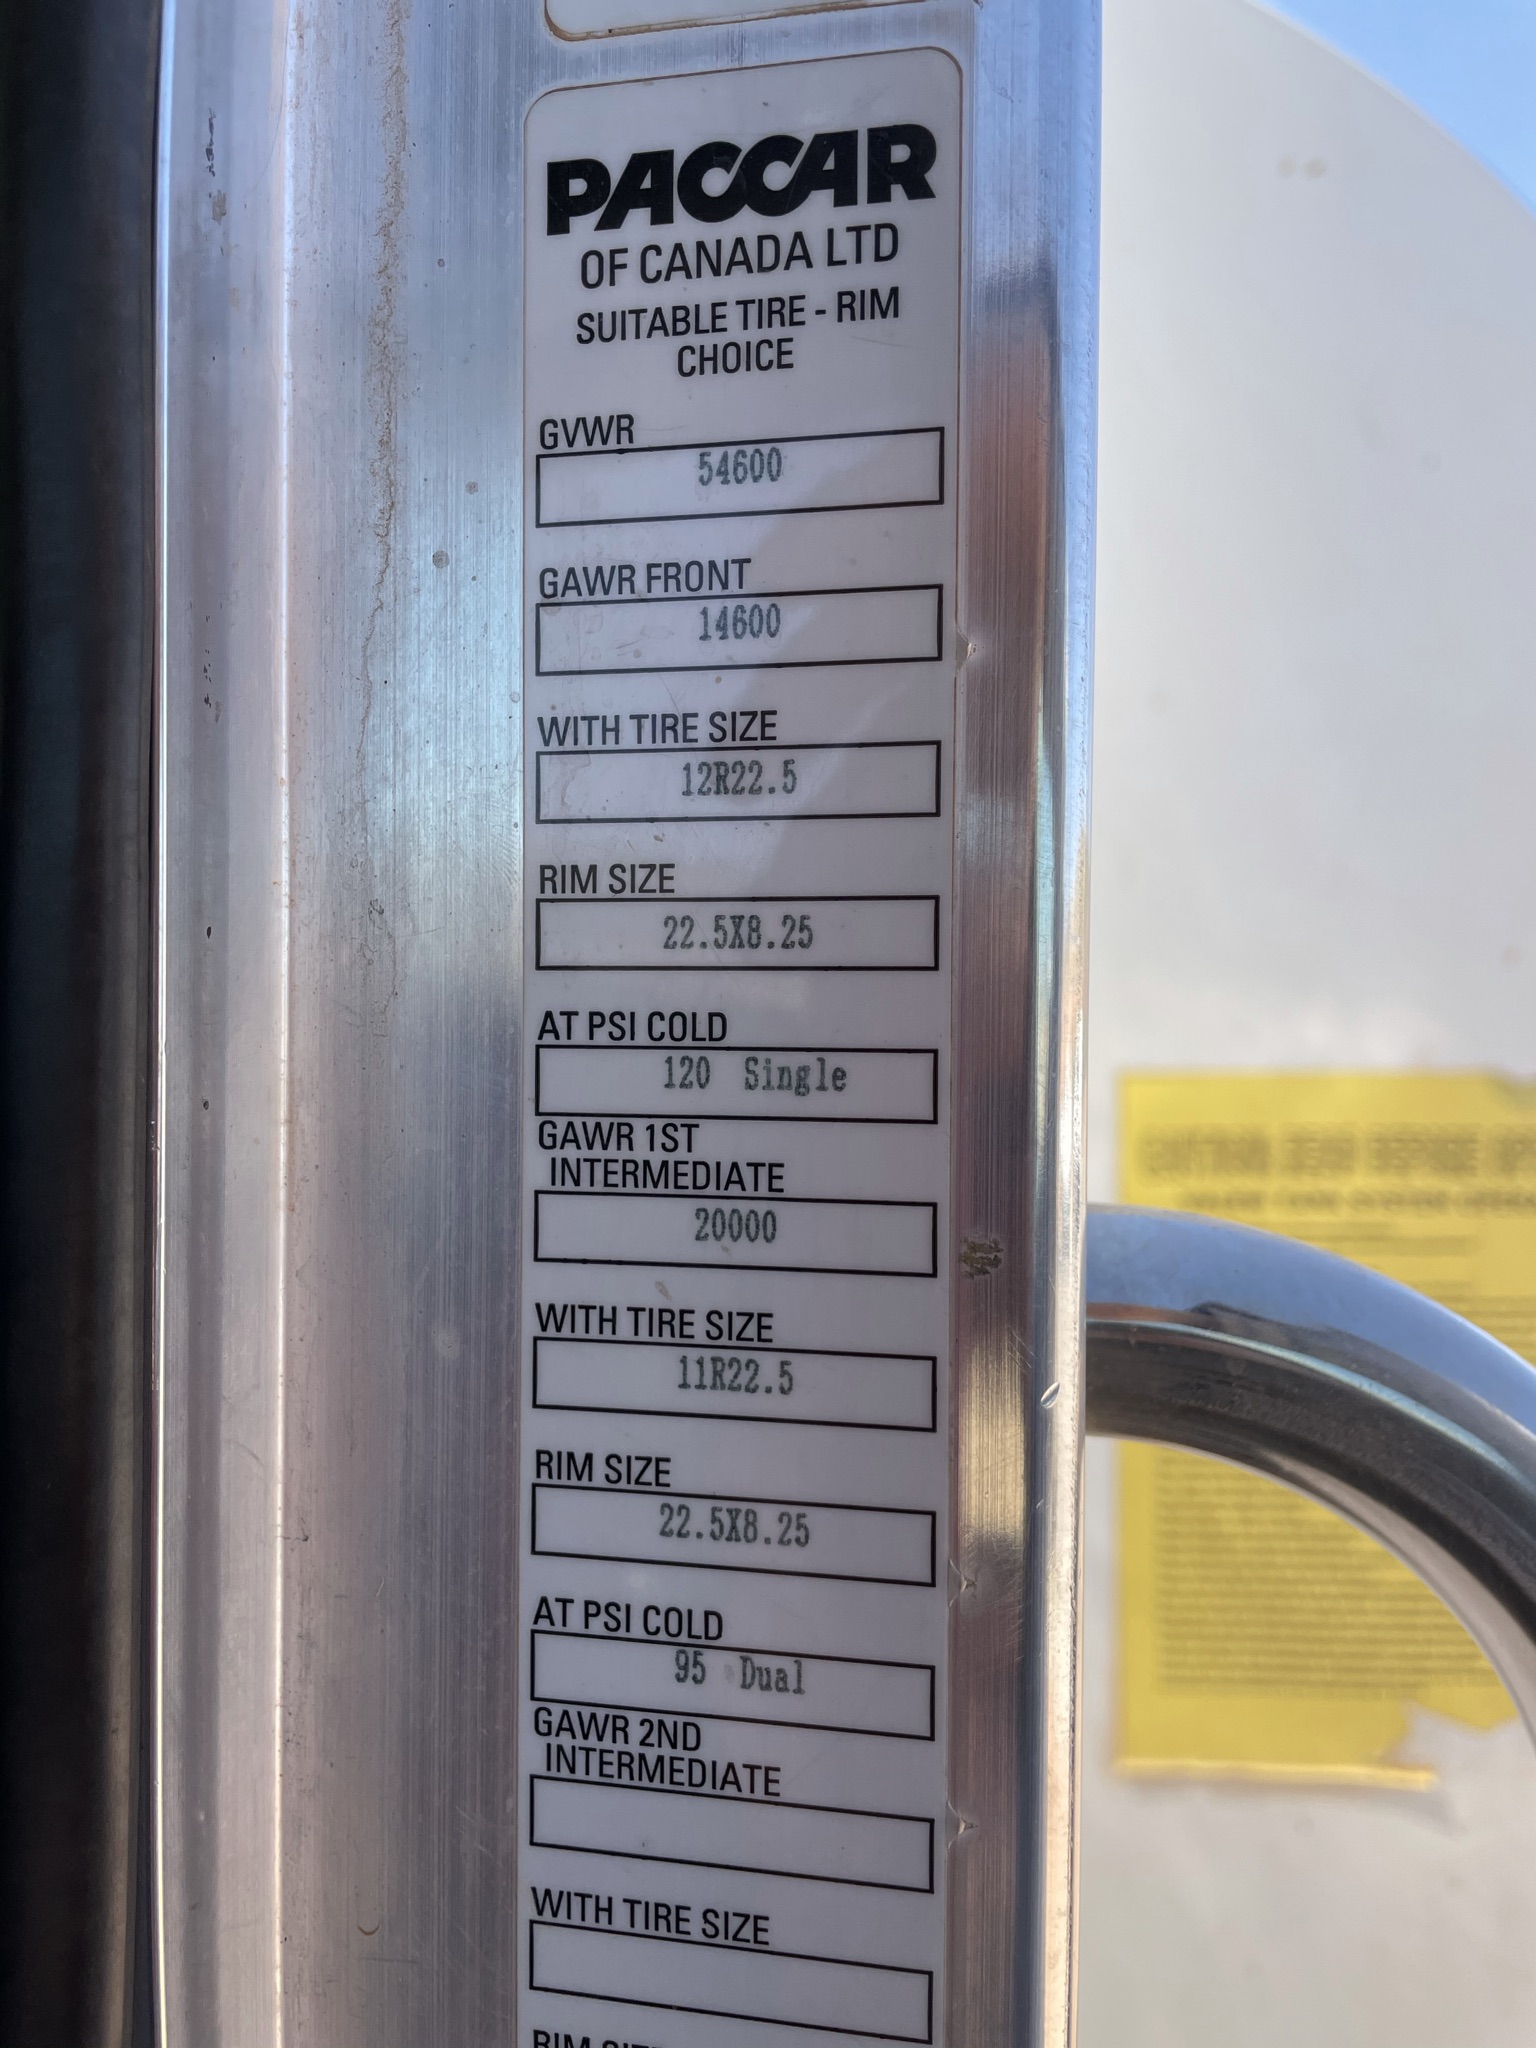 PACCAR
OF CANADA LTD
SUITABLE TIRE - RIM
CHOICE
GVWR
54600
GAWR FRONT
14600
WITH TIRE SIZE
12R22.5
RIM SIZE
22.5X8.25
AT PSI COLD
120 Single
GAWR 1ST
INTERMEDIATE
20000
WITH TIRE SIZE
11R22.5
RIM SIZE
22.5X8.25
AT PSI COLD
95 Dual
GAWR 2ND
INTERMEDIATE
WITH TIRE SIZE
RIM SIZE